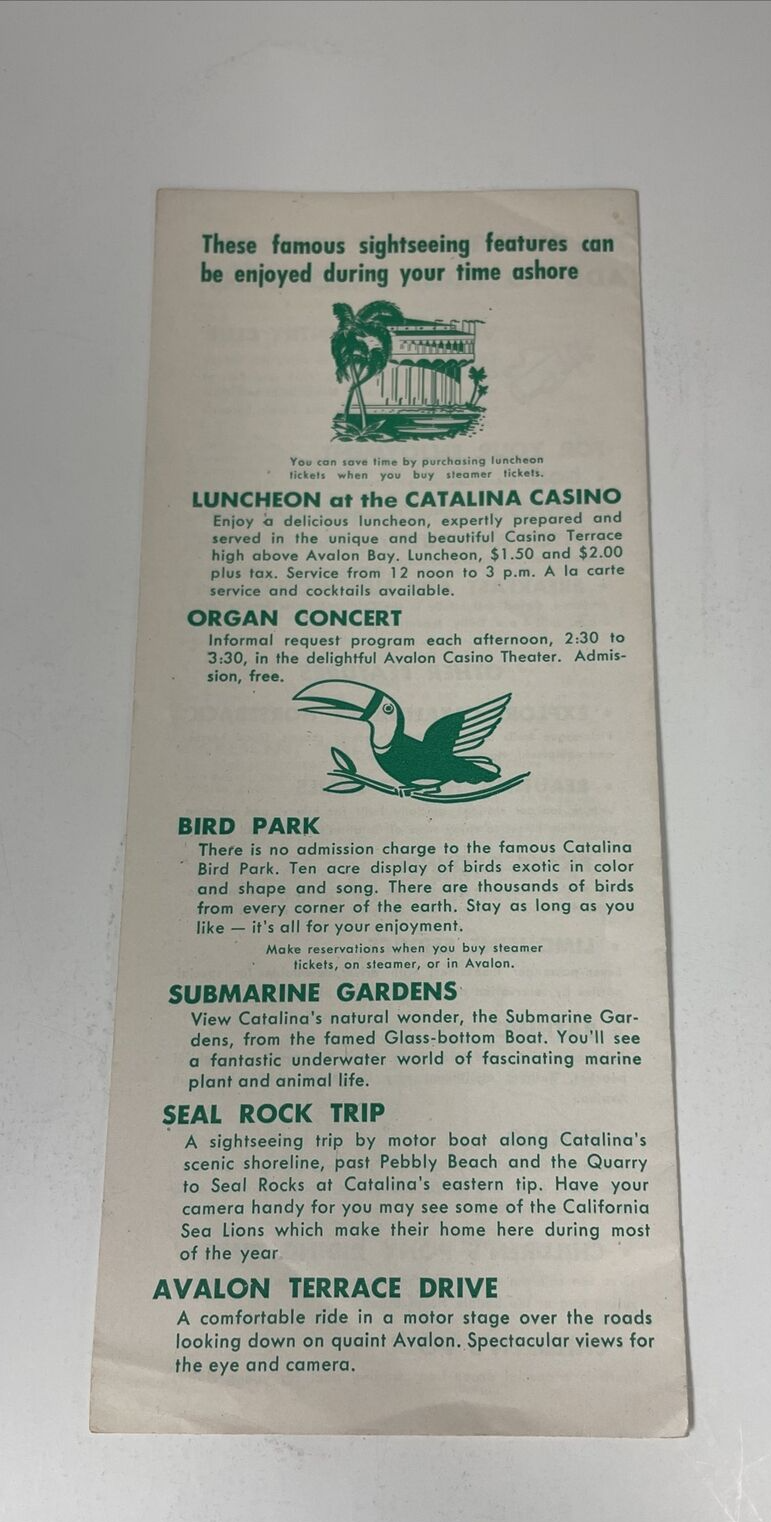 These famous sightseeing features can
be enjoyed during your time ashore
You can save time by purchasing luncheon
tickets when you buy steamer tickets.
LUNCHEON at the CATALINA CASINO
Enjoy a delicious luncheon, expertly prepared and
served in the unique and beautiful Casino Terrace
high above Avalon Bay. Luncheon, $1.50 and $2.00
plus tax. Service from 12 noon to 3 p.m. A la carte
service and cocktails available.
ORGAN CONCERT
Informal request program each afternoon, 2:30 to
3:30, in the delightful Avalon Casino Theater. Admis-
sion, free.
BIRD PARK
There is no admission charge to the famous Catalina
Bird Park. Ten acre display of birds exotic in color
and shape and song. There are thousands of birds
from every corner of the earth. Stay as long as you
like — it's all for your enjoyment.
Make reservations when you buy steamer
tickets, on steamer, or in Avalon.
SUBMARINE GARDENS
View Catalina's natural wonder, the Submarine Gar-
dens, from the famed Glass-bottom Boat. You'll see
a fantastic underwater world of fascinating marine
plant and animal life.
SEAL ROCK TRIP
A sightseeing trip by motor boat along Catalina's
scenic shoreline, past Pebbly Beach and the Quarry
to Seal Rocks at Catalina's eastern tip. Have your
camera handy for you may see some of the California
Sea Lions which make their home here during most
of the year
AVALON TERRACE DRIVE
A comfortable ride in a motor stage over the roads
looking down on quaint Avalon. Spectacular views for
the eye and camera.